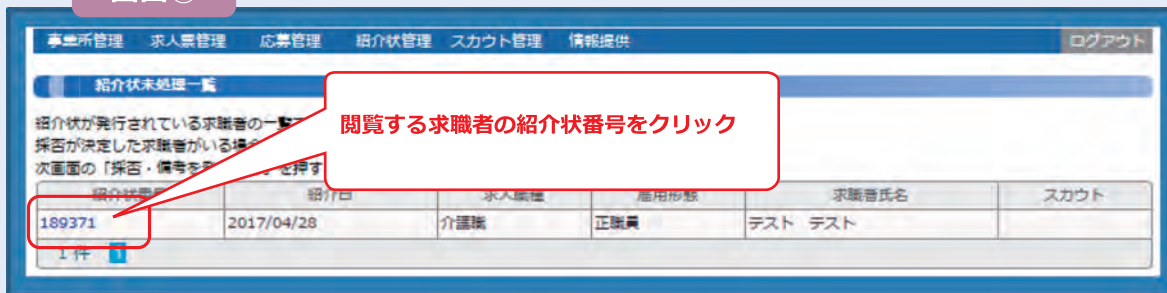 事業所管理 求人票管理 応募管理 紹介状管理 スカウト管理 情報提供 ログアウト
紹介状未処理一覧
紹介状が発行されている求職者の一覧
採否が決定した求職者がいる場合
次画面の「採否・備考を を押す
閲覧する求職者の紹介状番号をクリック
紹介状番号 紹介日 求人職種 雇用形態 求職者氏名 スカウト
189371 2017/04/28 介護職 正職員 テスト テスト
1 件 1